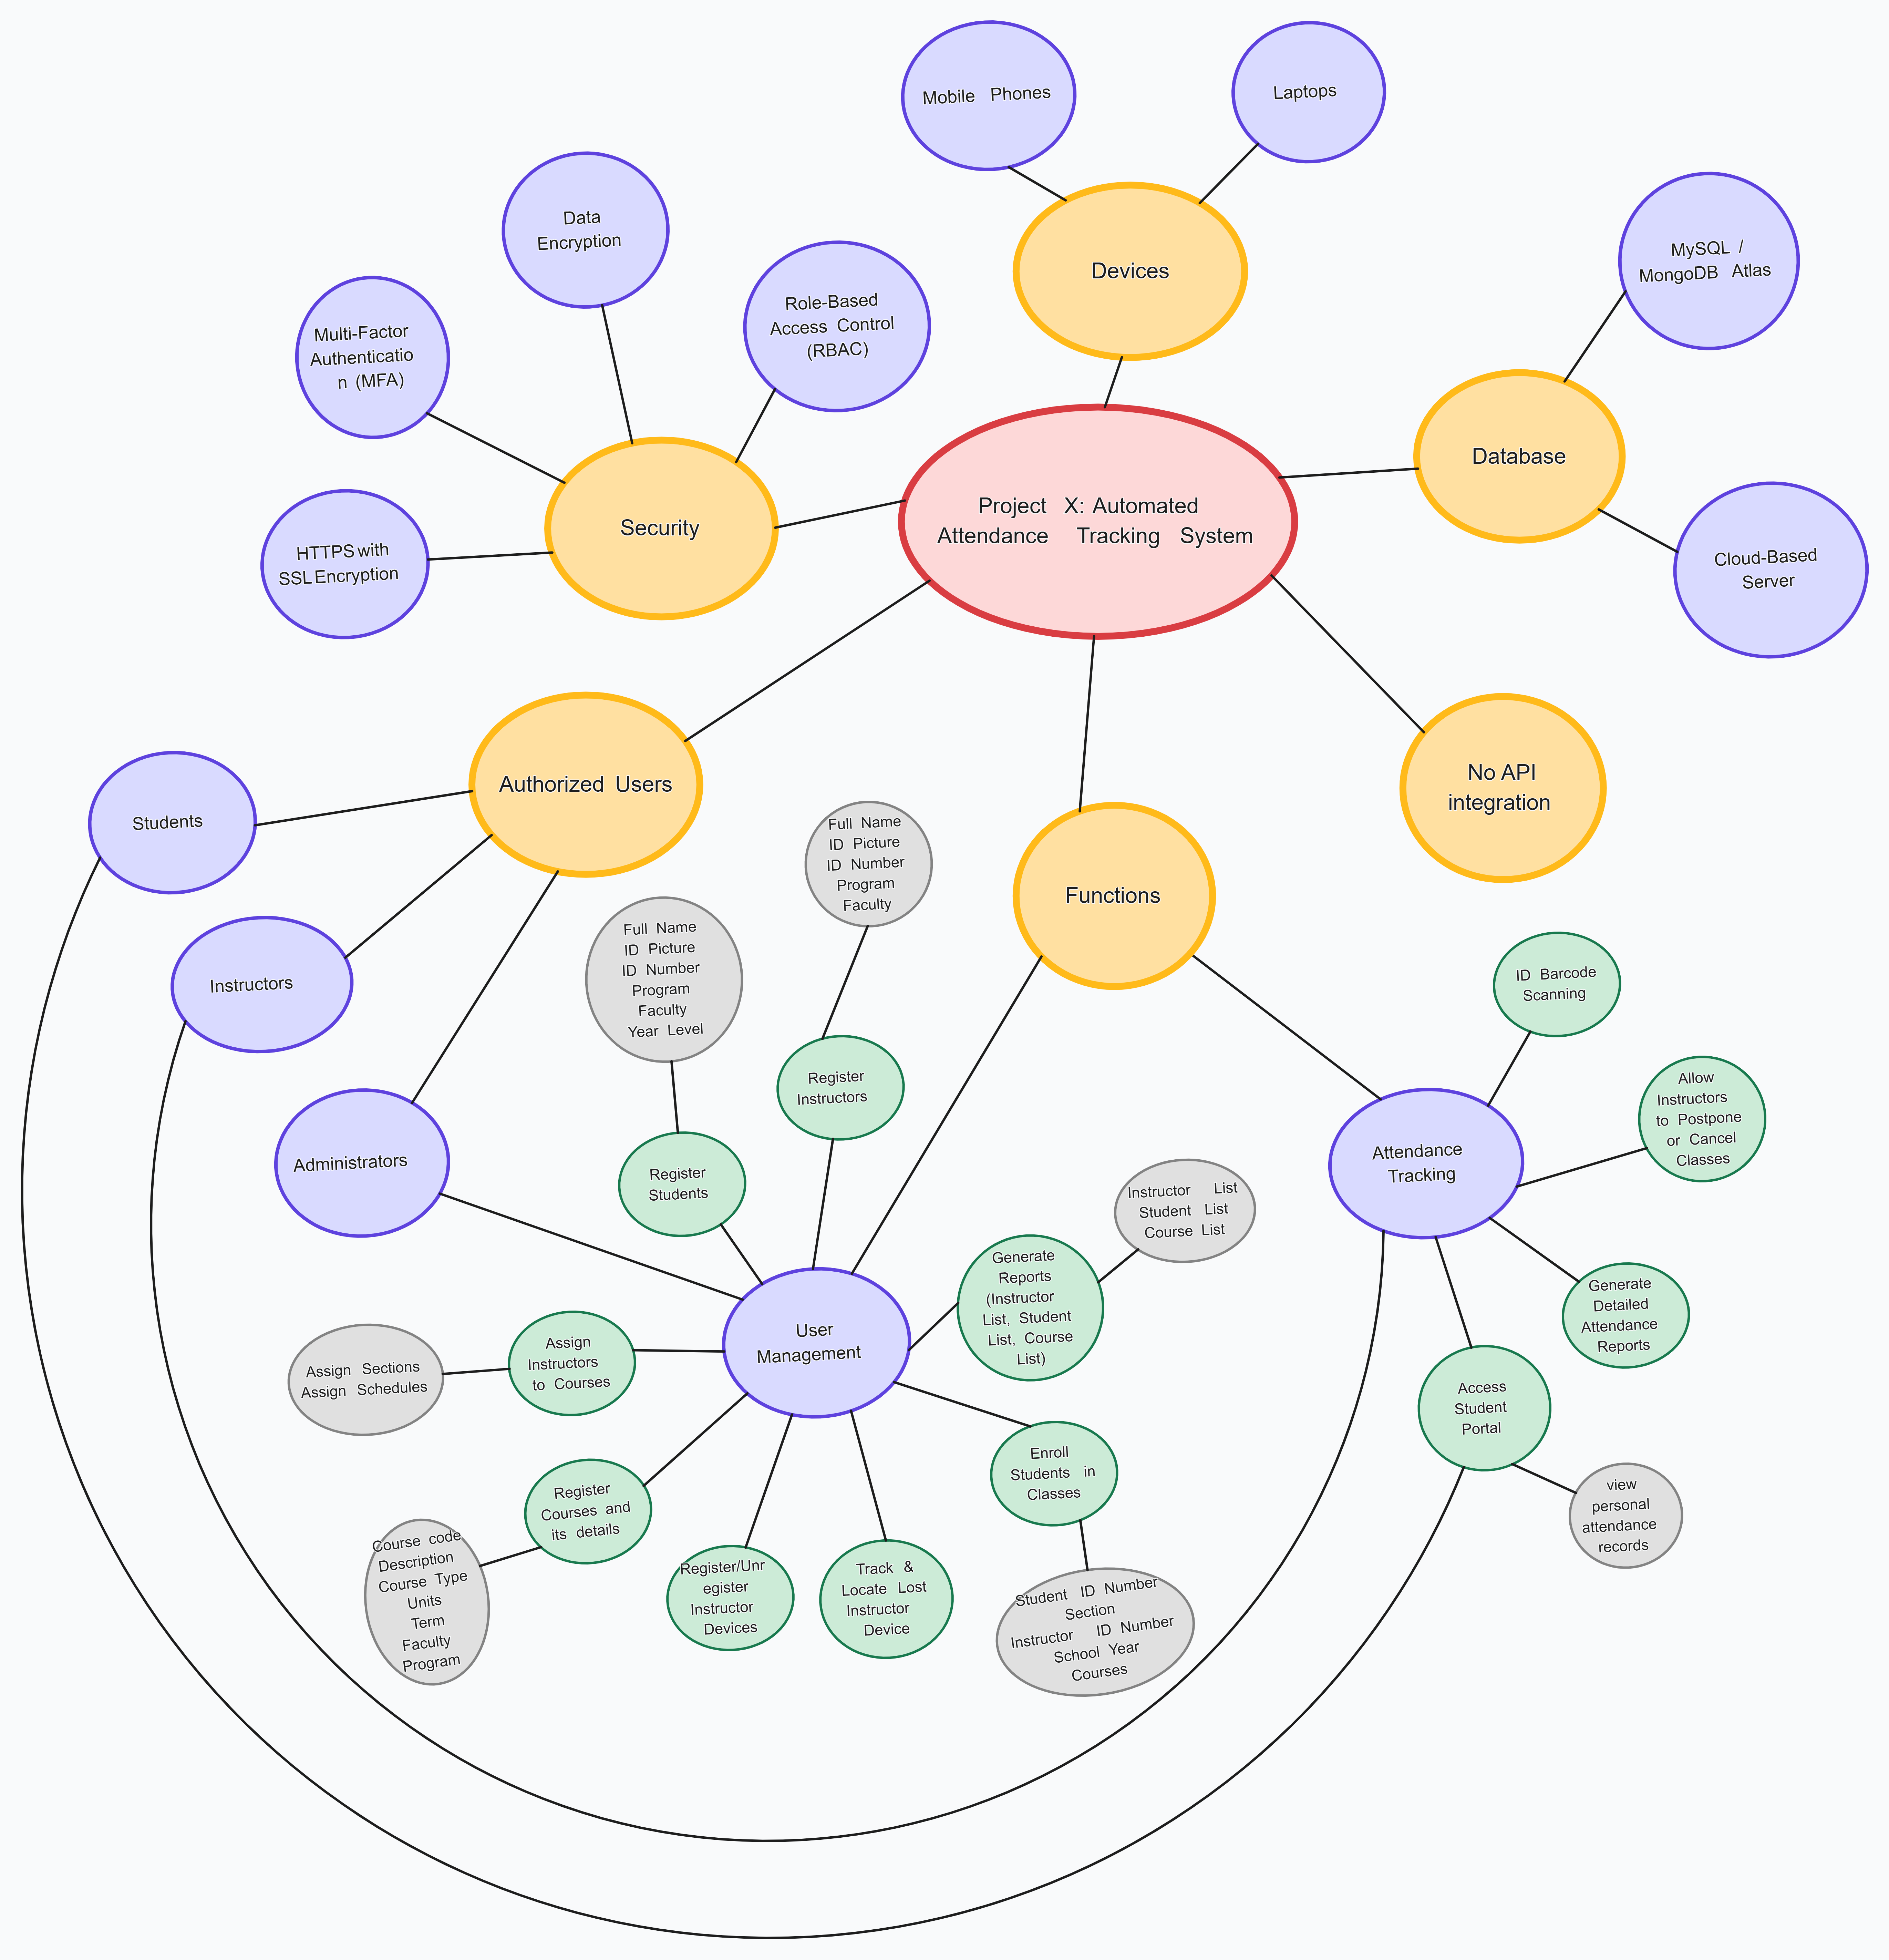 Mobile Phones
Laptops
Data
Encryption
Devices
MySQL /
MongoDB Atlas
Multi-Factor
Authenticatio
n (MFA)
Role-Based
Access Control
(RBAC)
Database
Security
Project X: Automated
Attendance Tracking System
HTTPS with
SSL Encryption
Cloud-Based
Server
Authorized Users
No API
integration
Students
Full Name
ID Picture
ID Number
Program
Faculty
Functions
Instructors
Full Name
ID Picture
ID Number
Program
Faculty
Year Level
ID Barcode
Scanning
Register
Instructors
Allow
Instructors
to Postpone
or Cancel
Classes
Administrators
Register
Students
Attendance
Tracking
Instructor List
Student List
Course List
Generate
Reports
(Instructor
List, Student
List, Course
List)
Generate
Detailed
Attendance
Reports
User
Management
Assign Sections
Assign Schedules
Assign
Instructors
to Courses
Access
Student
Portal
Enroll
Students in
Classes
Register
Courses and
its details
view
personal
attendance
records
Course code
Description
Course Type
Units
Term
Faculty
Program
Register/Unr
egister
Instructor
Devices
Track &
Locate Lost
Instructor
Device
Student ID Number
Section
Instructor ID Number
School Year
Courses